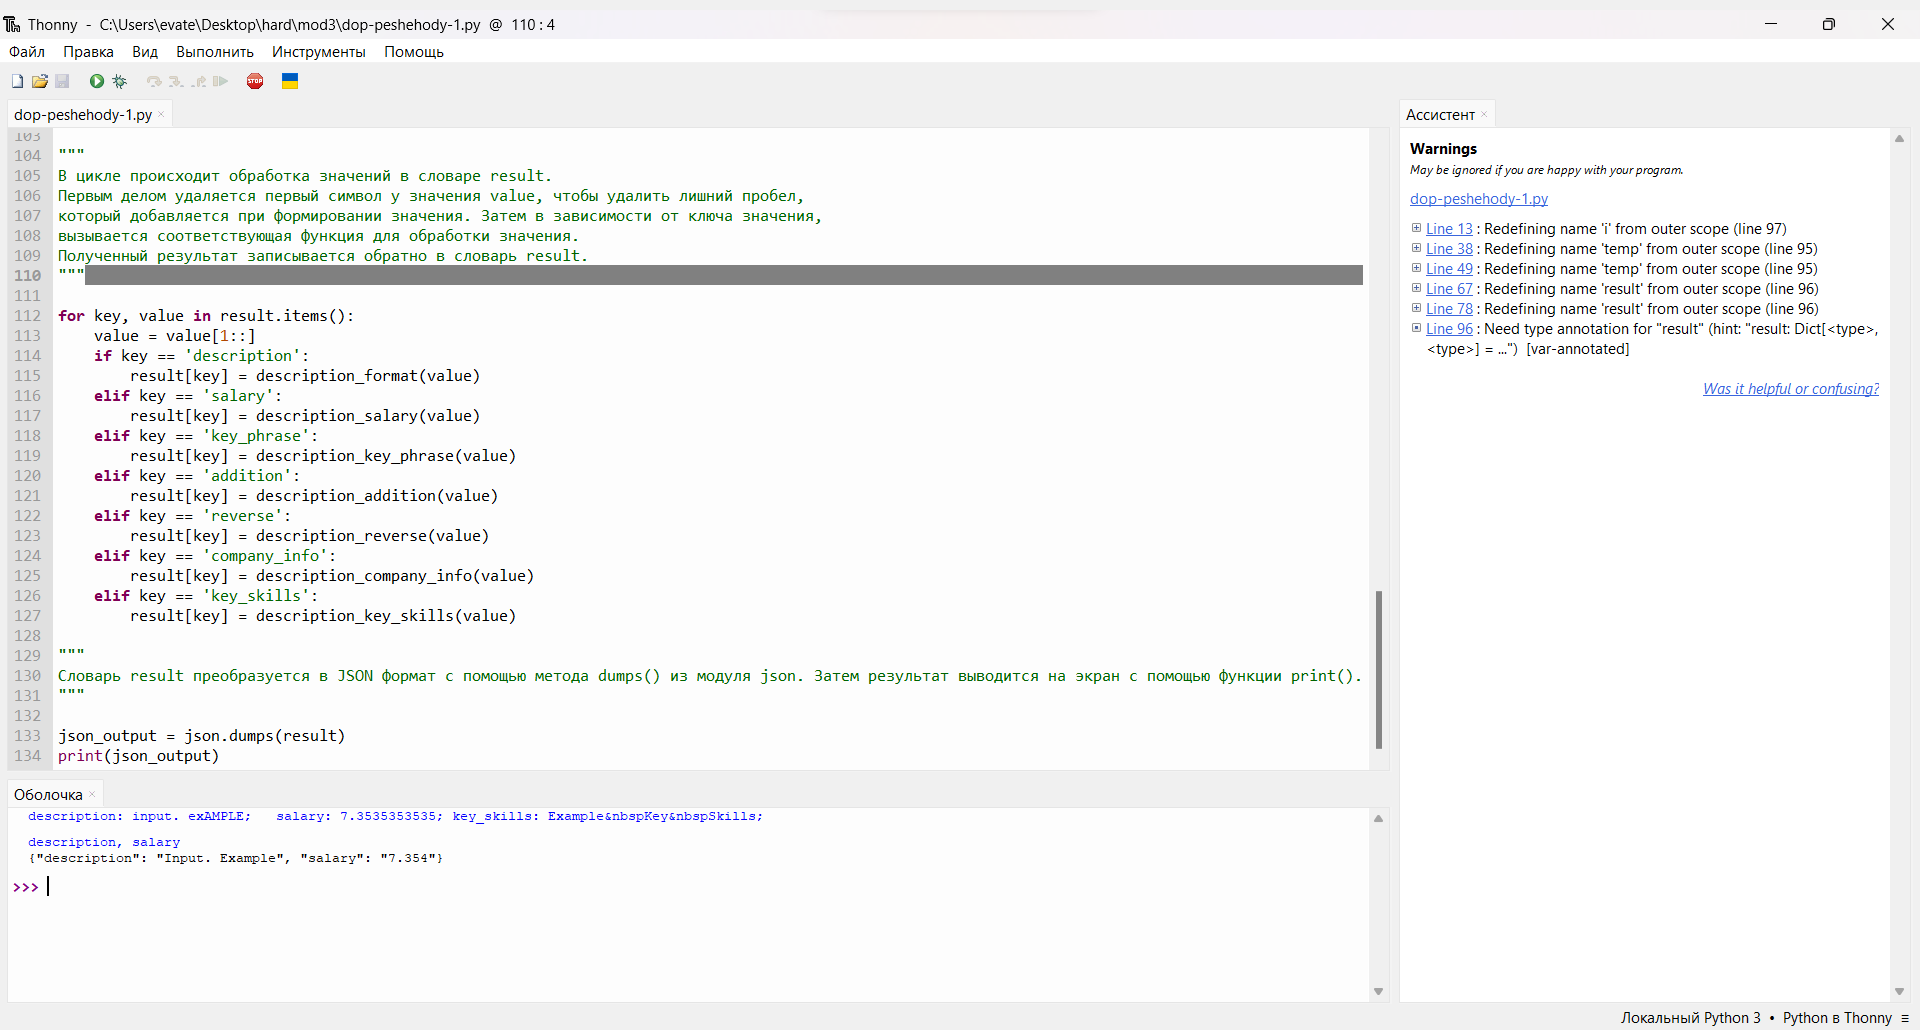 Thonny - C:\Users\evate\Desktop\hard\mod3\dop-peshehody-1.py @ 110 : 4
Файл Правка Вид Выполнить Инструменты Помощь
STOP
dop-peshehody-1.py ×
103
104 """
105 В цикле происходит обработка значений в словаре result.
106 Первым делом удаляется первый символ у значения value, чтобы удалить лишний пробел,
107 который добавляется при формировании значения. Затем в зависимости от ключа значения,
108 вызывается соответствующая функция для обработки значения.
109 Полученный результат записывается обратно в словарь result.
110 """
111
112 for key, value in result.items():
113     value = value[1::]
114     if key == 'description':
115         result[key] = description_format(value)
116     elif key == 'salary':
117         result[key] = description_salary(value)
118     elif key == 'key_phrase':
119         result[key] = description_key_phrase(value)
120     elif key == 'addition':
121         result[key] = description_addition(value)
122     elif key == 'reverse':
123         result[key] = description_reverse(value)
124     elif key == 'company_info':
125         result[key] = description_company_info(value)
126     elif key == 'key_skills':
127         result[key] = description_key_skills(value)
128
129 """
130 Словарь result преобразуется в JSON формат с помощью метода dumps() из модуля json. Затем результат выводится на экран с помощью функции print().
131 """
132
133 json_output = json.dumps(result)
134 print(json_output)
Оболочка ×
description: input. exAMPLE;   salary: 7.3535353535; key_skills: Example&nbspKey&nbspSkills;
description, salary
{"description": "Input. Example", "salary": "7.354"}
>>>
Ассистент ×
Warnings
May be ignored if you are happy with your program.
dop-peshehody-1.py
Line 13 : Redefining name 'i' from outer scope (line 97)
Line 38 : Redefining name 'temp' from outer scope (line 95)
Line 49 : Redefining name 'temp' from outer scope (line 95)
Line 67 : Redefining name 'result' from outer scope (line 96)
Line 78 : Redefining name 'result' from outer scope (line 96)
Line 96 : Need type annotation for "result" (hint: "result: Dict[<type>,
<type>] = ...") [var-annotated]
Was it helpful or confusing?
Локальный Python 3 • Python в Thonny ≡